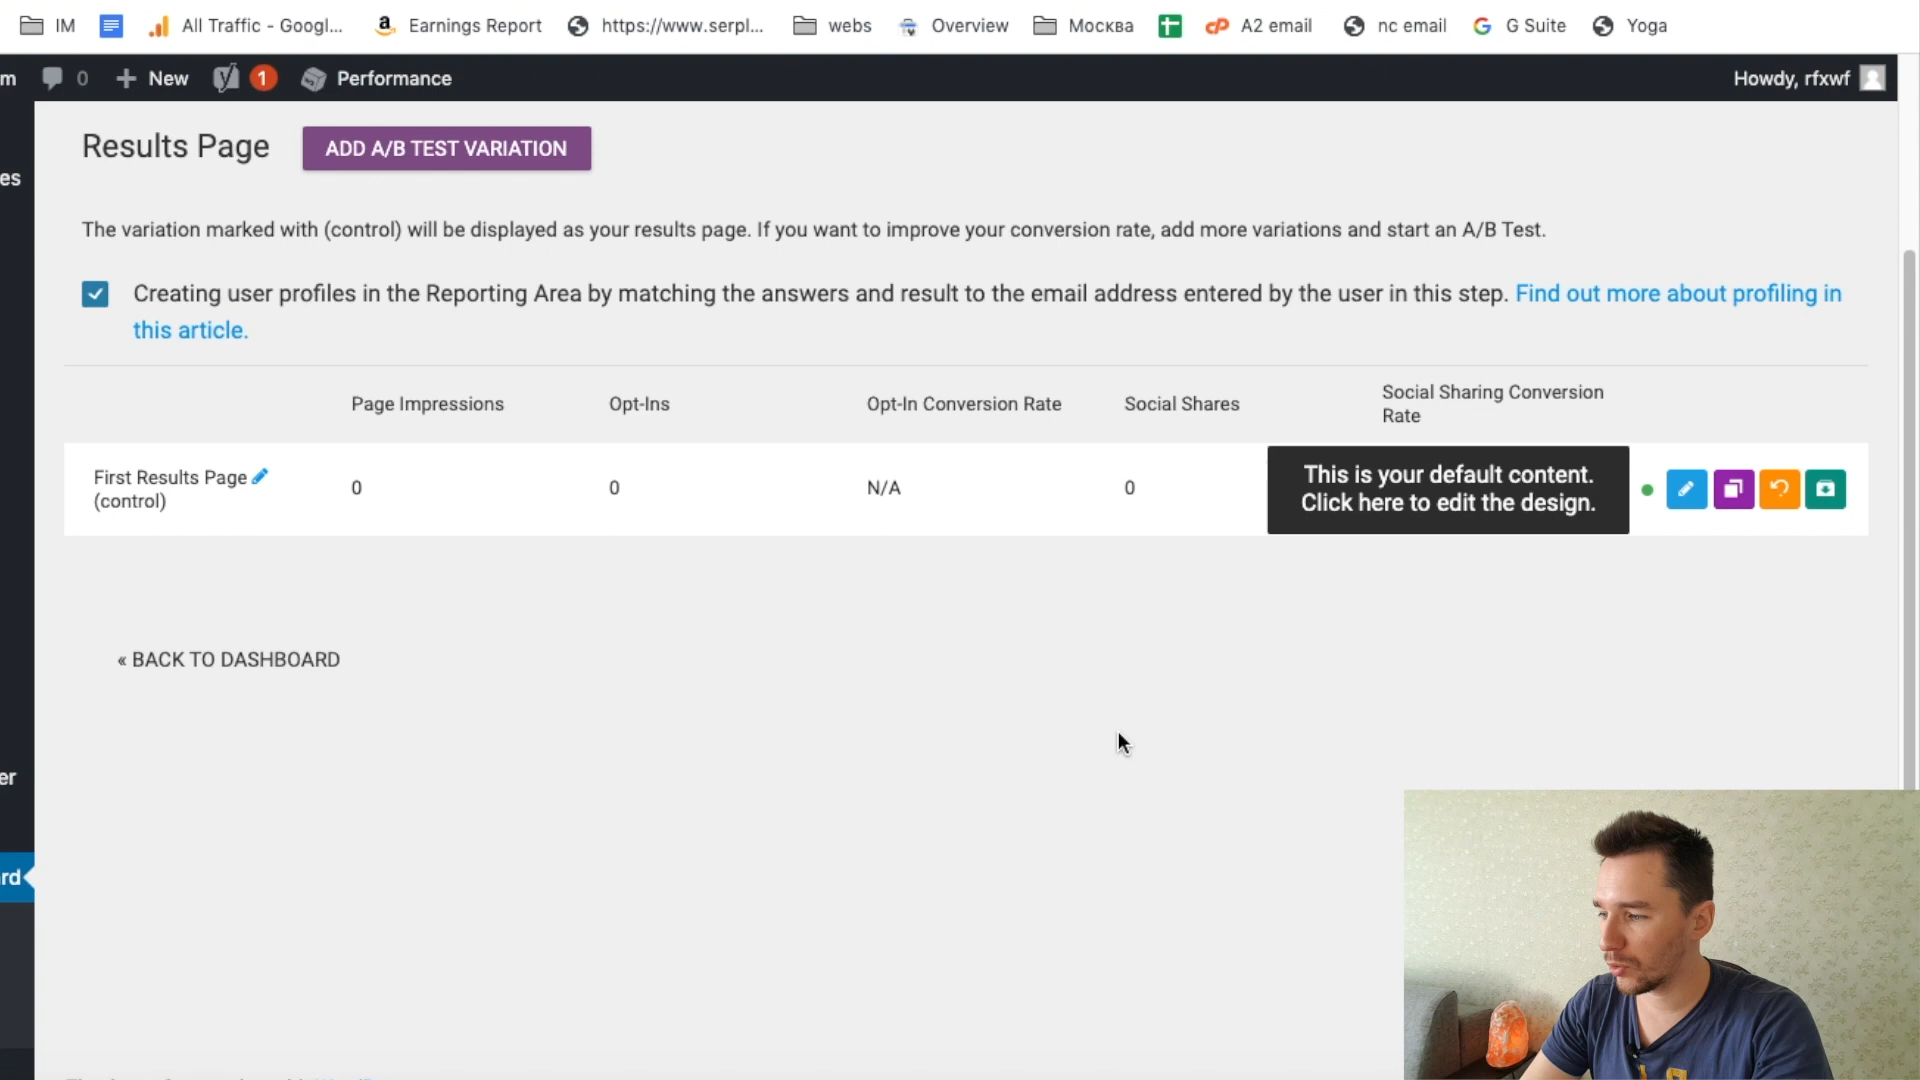 IM
All Traffic - Googl...
Earnings Report
https://www.serpl...
webs
Overview
Москва
A2 email
nc email
G Suite
Yoga
m
0
New
1
Performance
Howdy, rfxwf
es
er
rd
Results Page
ADD A/B TEST VARIATION
The variation marked with (control) will be displayed as your results page. If you want to improve your conversion rate, add more variations and start an A/B Test.
Creating user profiles in the Reporting Area by matching the answers and result to the email address entered by the user in this step. Find out more about profiling in
this article.
Page Impressions
Opt-Ins
Opt-In Conversion Rate
Social Shares
Social Sharing Conversion
Rate
First Results Page
(control)
0
0
N/A
0
This is your default content.
Click here to edit the design.
« BACK TO DASHBOARD